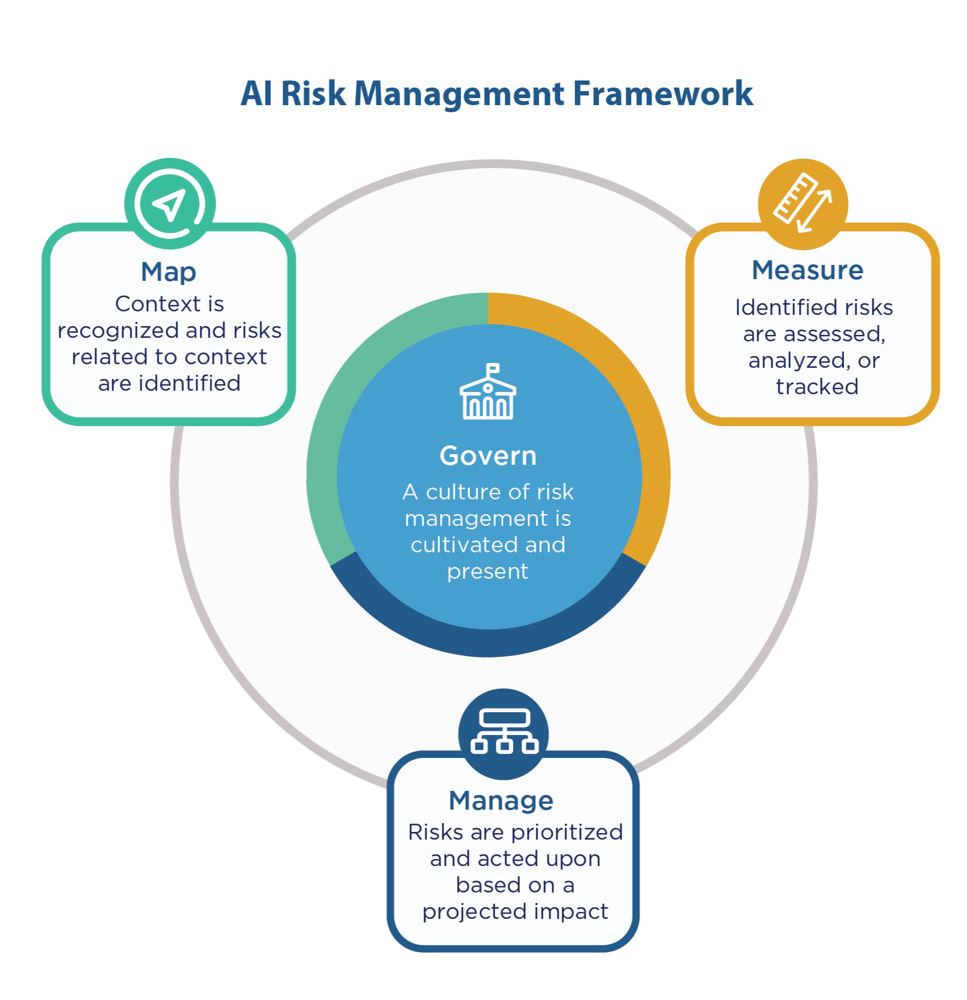 AI Risk Management Framework
Map
Context is
recognized and risks
related to context
are identified
Measure
Identified risks
are assessed,
analyzed, or
tracked
Govern
A culture of risk
management is
cultivated and
present
Manage
Risks are prioritized
and acted upon
based on a
projected impact